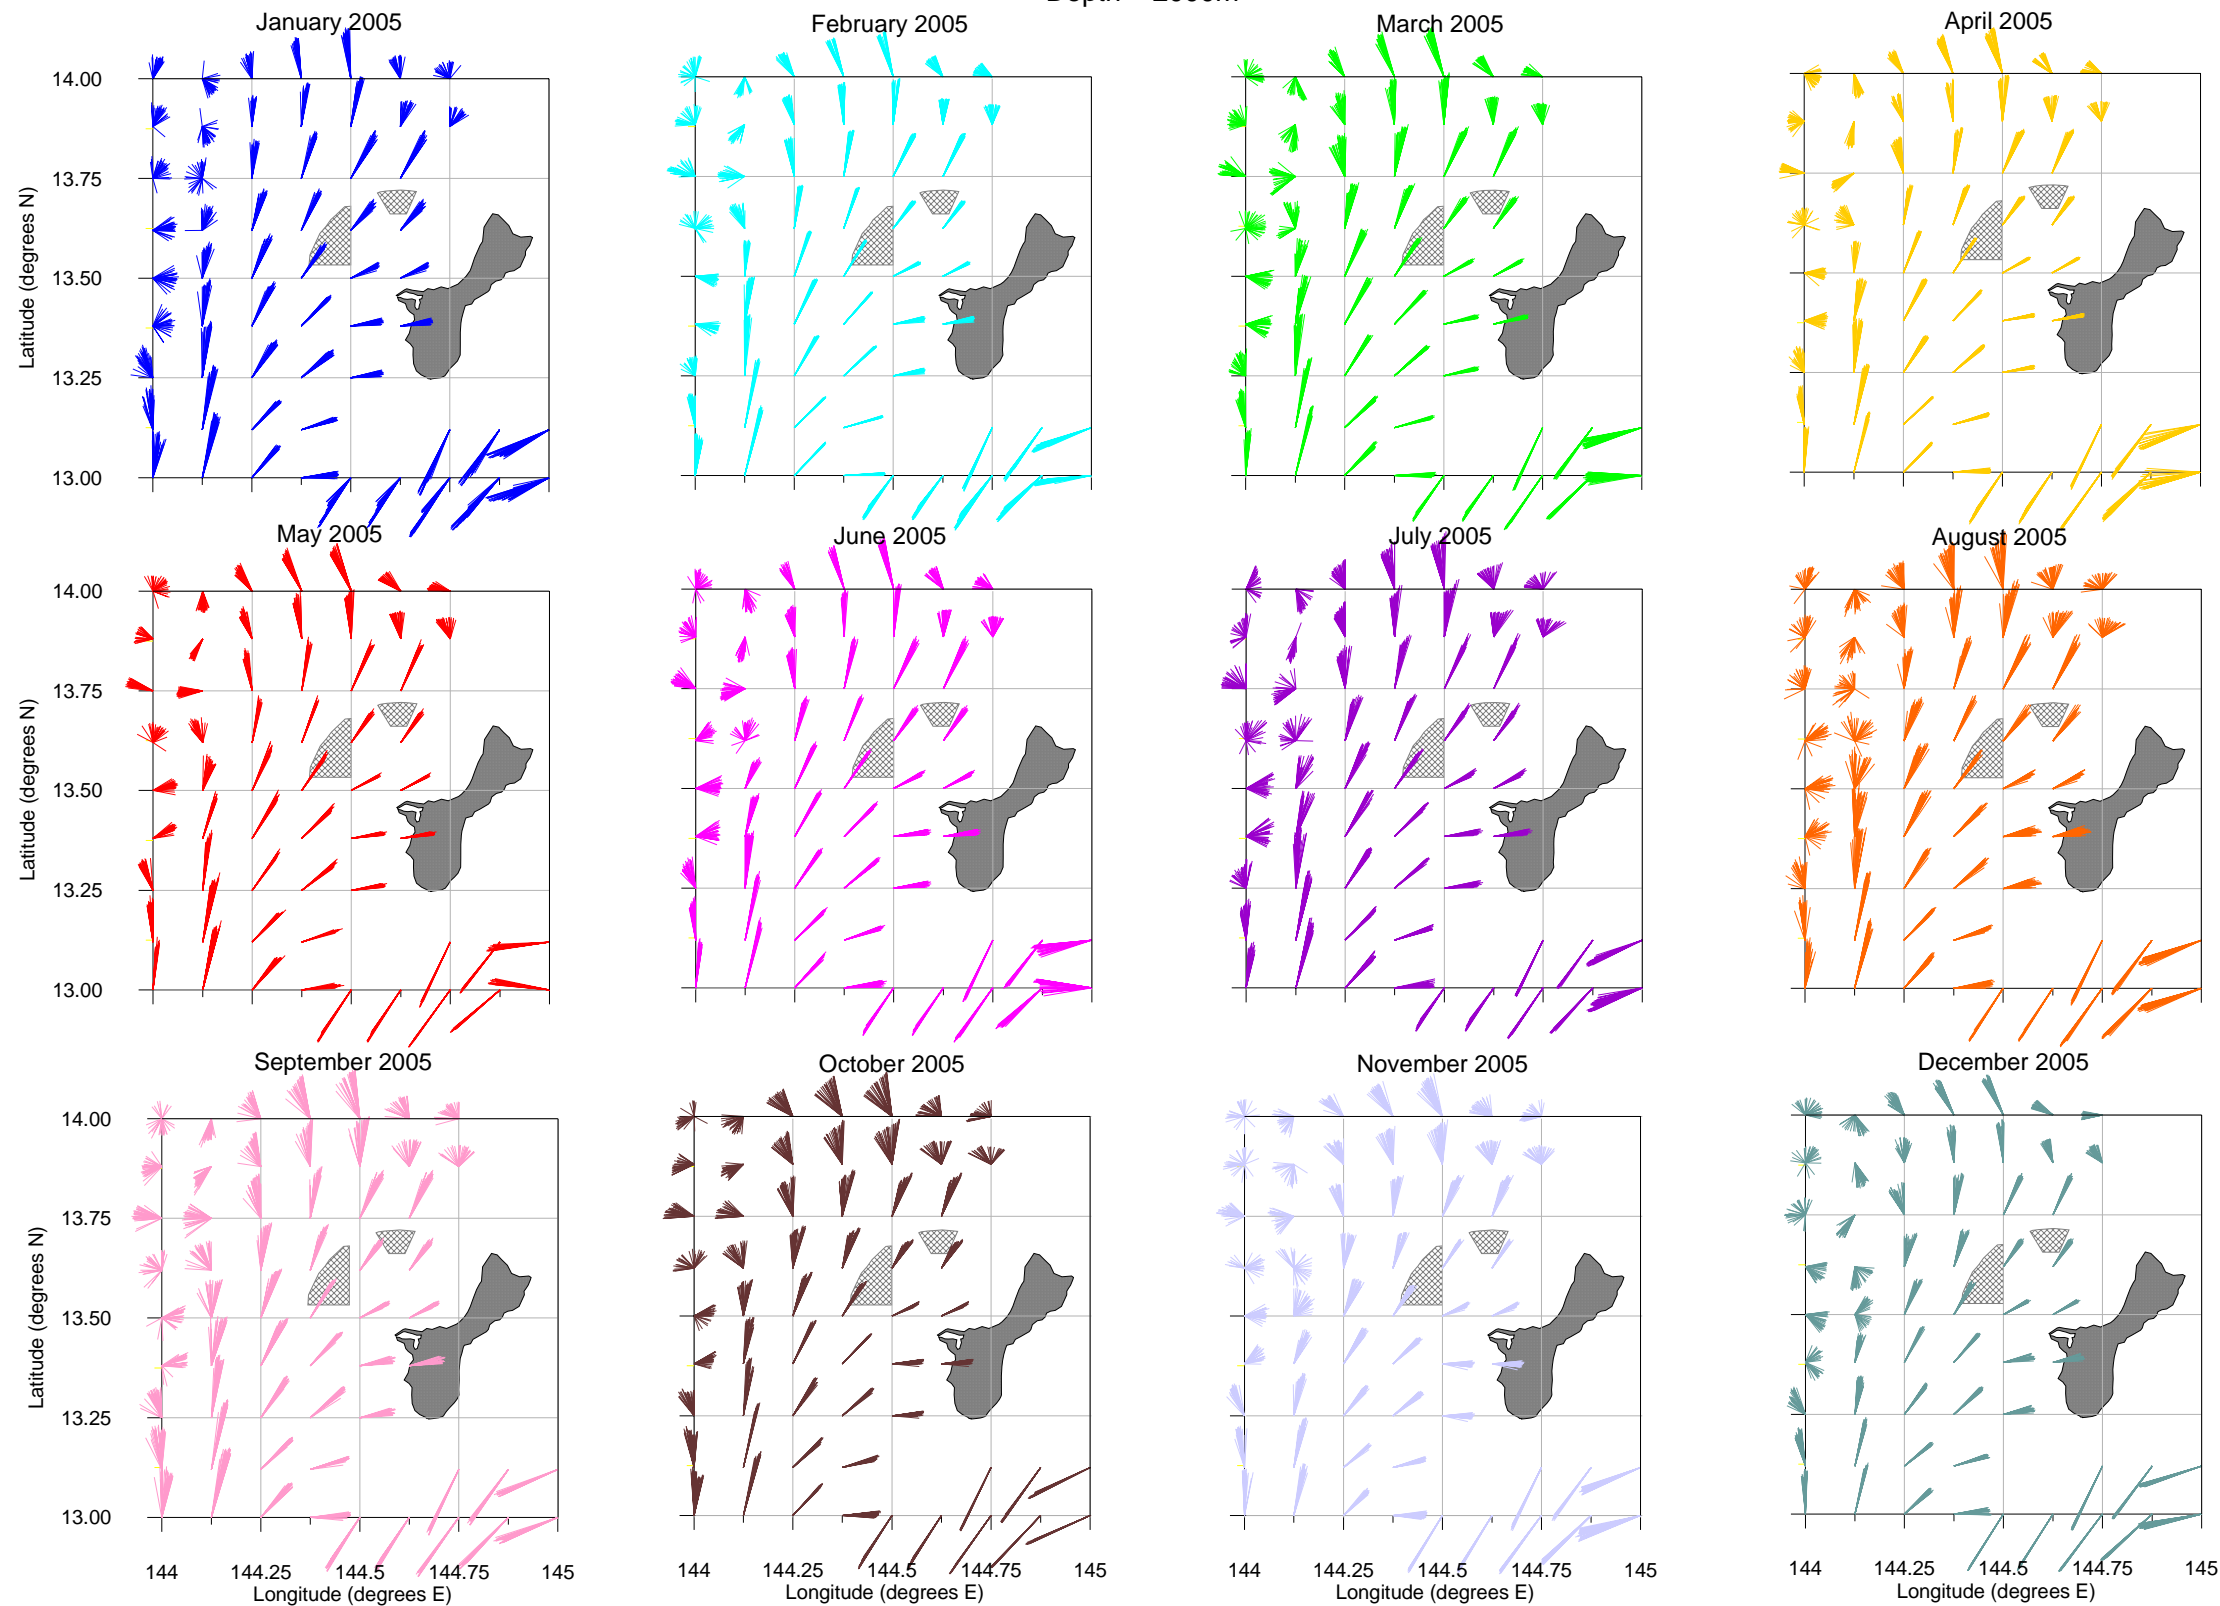 January 2005
February 2005
March 2005
April 2005
14.00
13.75
13.50
13.25
13.00
Latitude (degrees N)
May 2005
June 2005
July 2005
August 2005
14.00
13.75
13.50
13.25
13.00
Latitude (degrees N)
September 2005
October 2005
November 2005
December 2005
14.00
13.75
13.50
13.25
13.00
Latitude (degrees N)
144 144.25 144.5 144.75 145
Longitude (degrees E)
144 144.25 144.5 144.75 145
Longitude (degrees E)
144 144.25 144.5 144.75 145
Longitude (degrees E)
144 144.25 144.5 144.75 145
Longitude (degrees E)